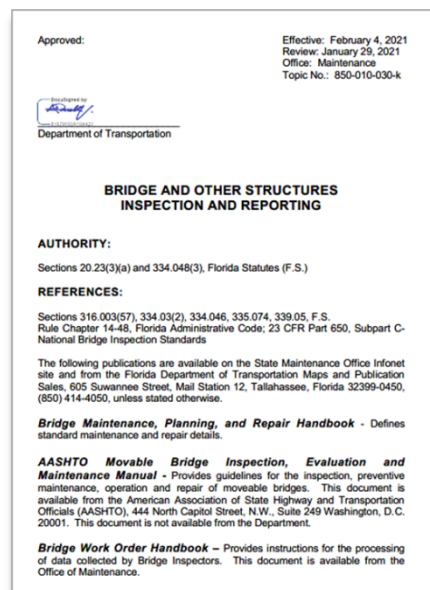 Approved:
Effective: February 4, 2021
Review: January 29, 2021
Office: Maintenance
Topic No.: 850-010-030-k
DocuSigned by
Department of Transportation
BRIDGE AND OTHER STRUCTURES
INSPECTION AND REPORTING
AUTHORITY:
Sections 20.23(3)(a) and 334.048(3), Florida Statutes (F.S.)
REFERENCES:
Sections 316.003(57), 334.03(2), 334.046, 335.074, 339.05, F.S.
Rule Chapter 14-48, Florida Administrative Code; 23 CFR Part 650, Subpart C-
National Bridge Inspection Standards
The following publications are available on the State Maintenance Office Infonet
site and from the Florida Department of Transportation Maps and Publication
Sales, 605 Suwannee Street, Mail Station 12, Tallahassee, Florida 32399-0450,
(850) 414-4050, unless stated otherwise.
Bridge Maintenance, Planning, and Repair Handbook - Defines
standard maintenance and repair details.
AASHTO Movable Bridge Inspection, Evaluation and
Maintenance Manual - Provides guidelines for the inspection, preventive
maintenance, operation and repair of moveable bridges. This document is
available from the American Association of State Highway and Transportation
Officials (AASHTO), 444 North Capitol Street, N.W., Suite 249 Washington, D.C.
20001. This document is not available from the Department.
Bridge Work Order Handbook – Provides instructions for the processing
of data collected by Bridge Inspectors. This document is available from the
Office of Maintenance.